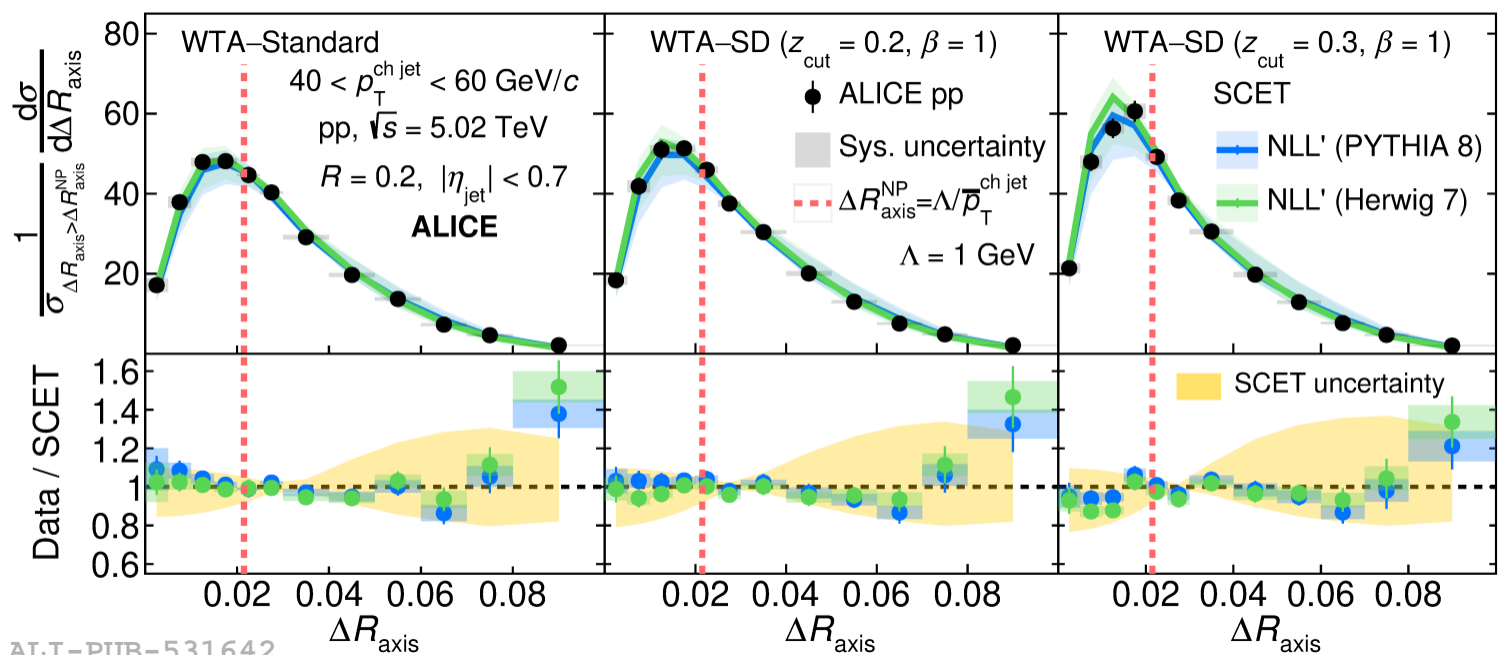 WTA–Standard
40 < p_T^ch jet < 60 GeV/c
pp, √s = 5.02 TeV
R = 0.2, |η_jet| < 0.7
ALICE
WTA–SD (z_cut = 0.2, β = 1)
ALICE pp
Sys. uncertainty
ΔR_axis^NP=Λ/p̅_T^ch jet
Λ = 1 GeV
WTA–SD (z_cut = 0.3, β = 1)
SCET
NLL' (PYTHIA 8)
NLL' (Herwig 7)
1/σ_ΔR_axis>ΔR_axis^NP dσ/dΔR_axis
80
60
40
20
SCET uncertainty
Data / SCET
1.6
1.4
1.2
1
0.8
0.6
0.02 0.04 0.06 0.08 0.02 0.04 0.06 0.08 0.02 0.04 0.06 0.08
ΔR_axis ΔR_axis ΔR_axis
ALI-PUB-531642